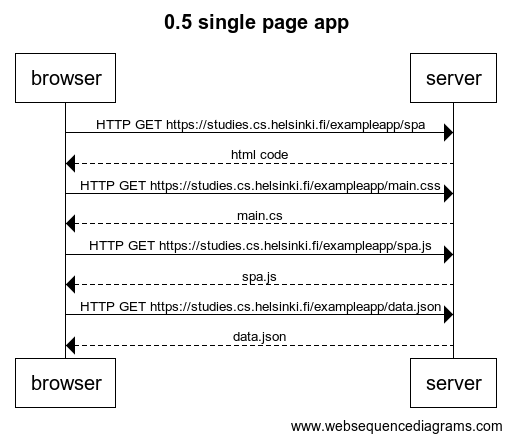 0.5 single page app
browser server
HTTP GET https://studies.cs.helsinki.fi/exampleapp/spa
html code
HTTP GET https://studies.cs.helsinki.fi/exampleapp/main.css
main.cs
HTTP GET https://studies.cs.helsinki.fi/exampleapp/spa.js
spa.js
HTTP GET https://studies.cs.helsinki.fi/exampleapp/data.json
data.json
browser server
www.websequencediagrams.com